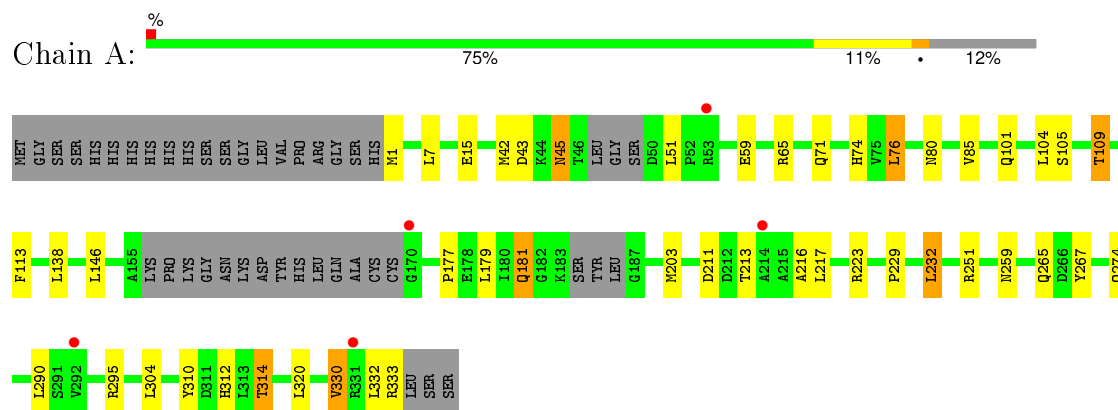 %
Chain A:
75% 11% • 12%
MET GLY SER SER HIS HIS HIS HIS HIS HIS HIS HIS SER SER GLY LEU VAL PRO ARG GLY SER HIS M1 L7 E15 M42 D43 K44 N45 T46 LEU GLY SER D50 L51 P52 R53 E59 R65 Q71 H74 V75 L76 N80 V85 Q101 L104 S105 T109
F113 L138 L146 A155 LYS PRO LYS GLY ASN LYS ASP TYR HIS LEU GLN ALA CYS CYS G170 P177 E178 L179 I180 Q181 G182 K183 SER TYR LEU G187 M203 D211 D212 T213 A214 A215 A216 L217 R223 P229 L232 R251 N259 Q265 D266 Y267
L290 S291 V292 R295 L304 Y310 D311 H312 L313 T314 L320 V330 R331 L332 R333 LEU SER SER